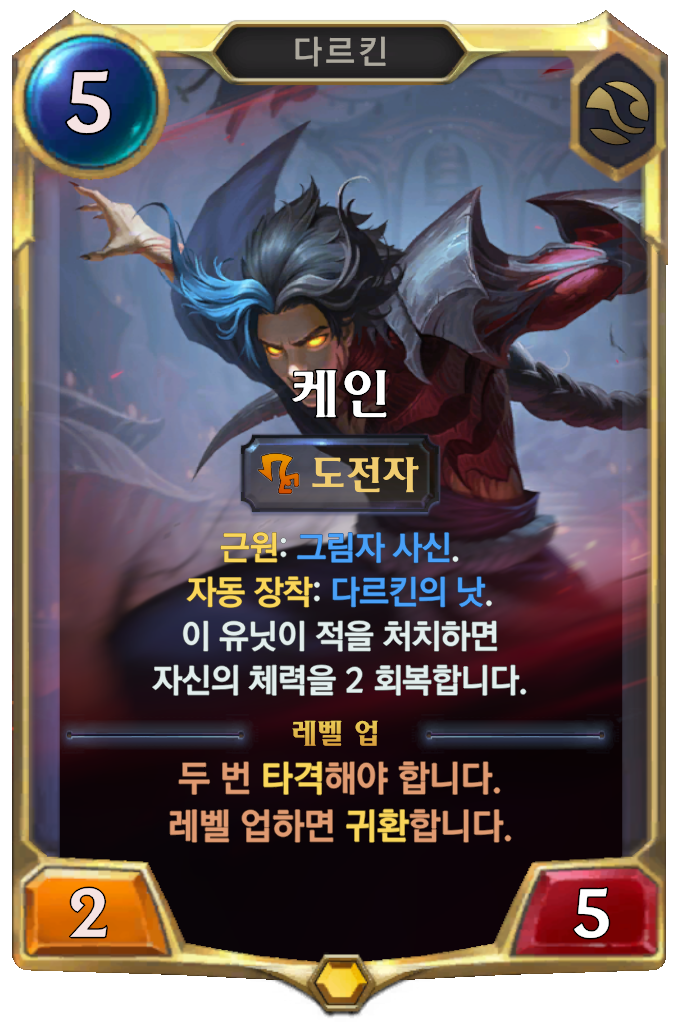 다르킨
5
케인
도전자
근원: 그림자 사신.
자동 장착: 다르킨의 낫.
이 유닛이 적을 처치하면
자신의 체력을 2 회복합니다.
레벨 업
두 번 타격해야 합니다.
레벨 업하면 귀환합니다.
2
5